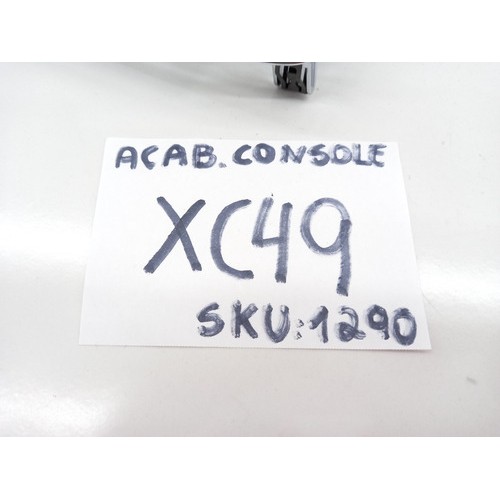 ACAB. CONSOLE
XC49
SKU:1290